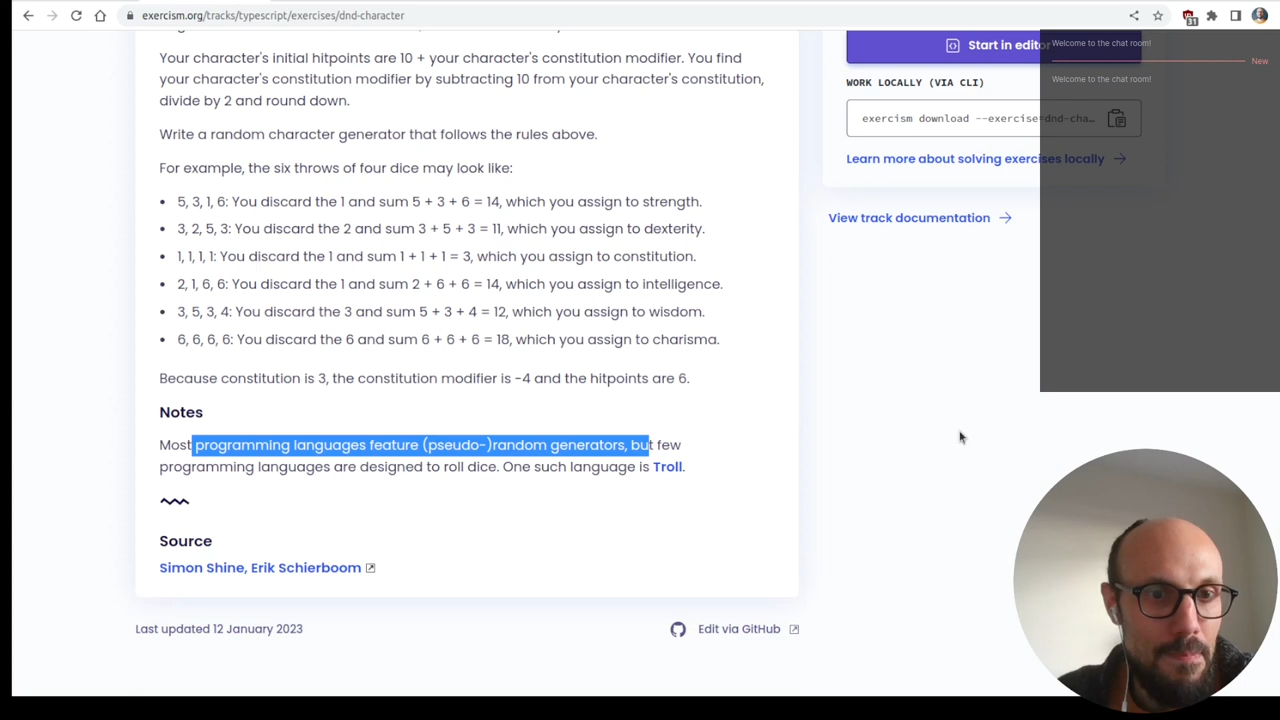 exercism.org/tracks/typescript/exercises/dnd-character
31
Your character's initial hitpoints are 10 + your character's constitution modifier. You find
your character's constitution modifier by subtracting 10 from your character's constitution,
divide by 2 and round down.
Write a random character generator that follows the rules above.
For example, the six throws of four dice may look like:
• 5, 3, 1, 6: You discard the 1 and sum 5 + 3 + 6 = 14, which you assign to strength.
• 3, 2, 5, 3: You discard the 2 and sum 3 + 5 + 3 = 11, which you assign to dexterity.
• 1, 1, 1, 1: You discard the 1 and sum 1 + 1 + 1 = 3, which you assign to constitution.
• 2, 1, 6, 6: You discard the 1 and sum 2 + 6 + 6 = 14, which you assign to intelligence.
• 3, 5, 3, 4: You discard the 3 and sum 5 + 3 + 4 = 12, which you assign to wisdom.
• 6, 6, 6, 6: You discard the 6 and sum 6 + 6 + 6 = 18, which you assign to charisma.
Because constitution is 3, the constitution modifier is -4 and the hitpoints are 6.
Notes
Most programming languages feature (pseudo-)random generators, but few
programming languages are designed to roll dice. One such language is Troll.
Source
Simon Shine, Erik Schierboom
Last updated 12 January 2023
Edit via GitHub
Start in editor
WORK LOCALLY (VIA CLI)
exercism download --exercise=dnd-cha…
Learn more about solving exercises locally
View track documentation
Welcome to the chat room!
New
Welcome to the chat room!